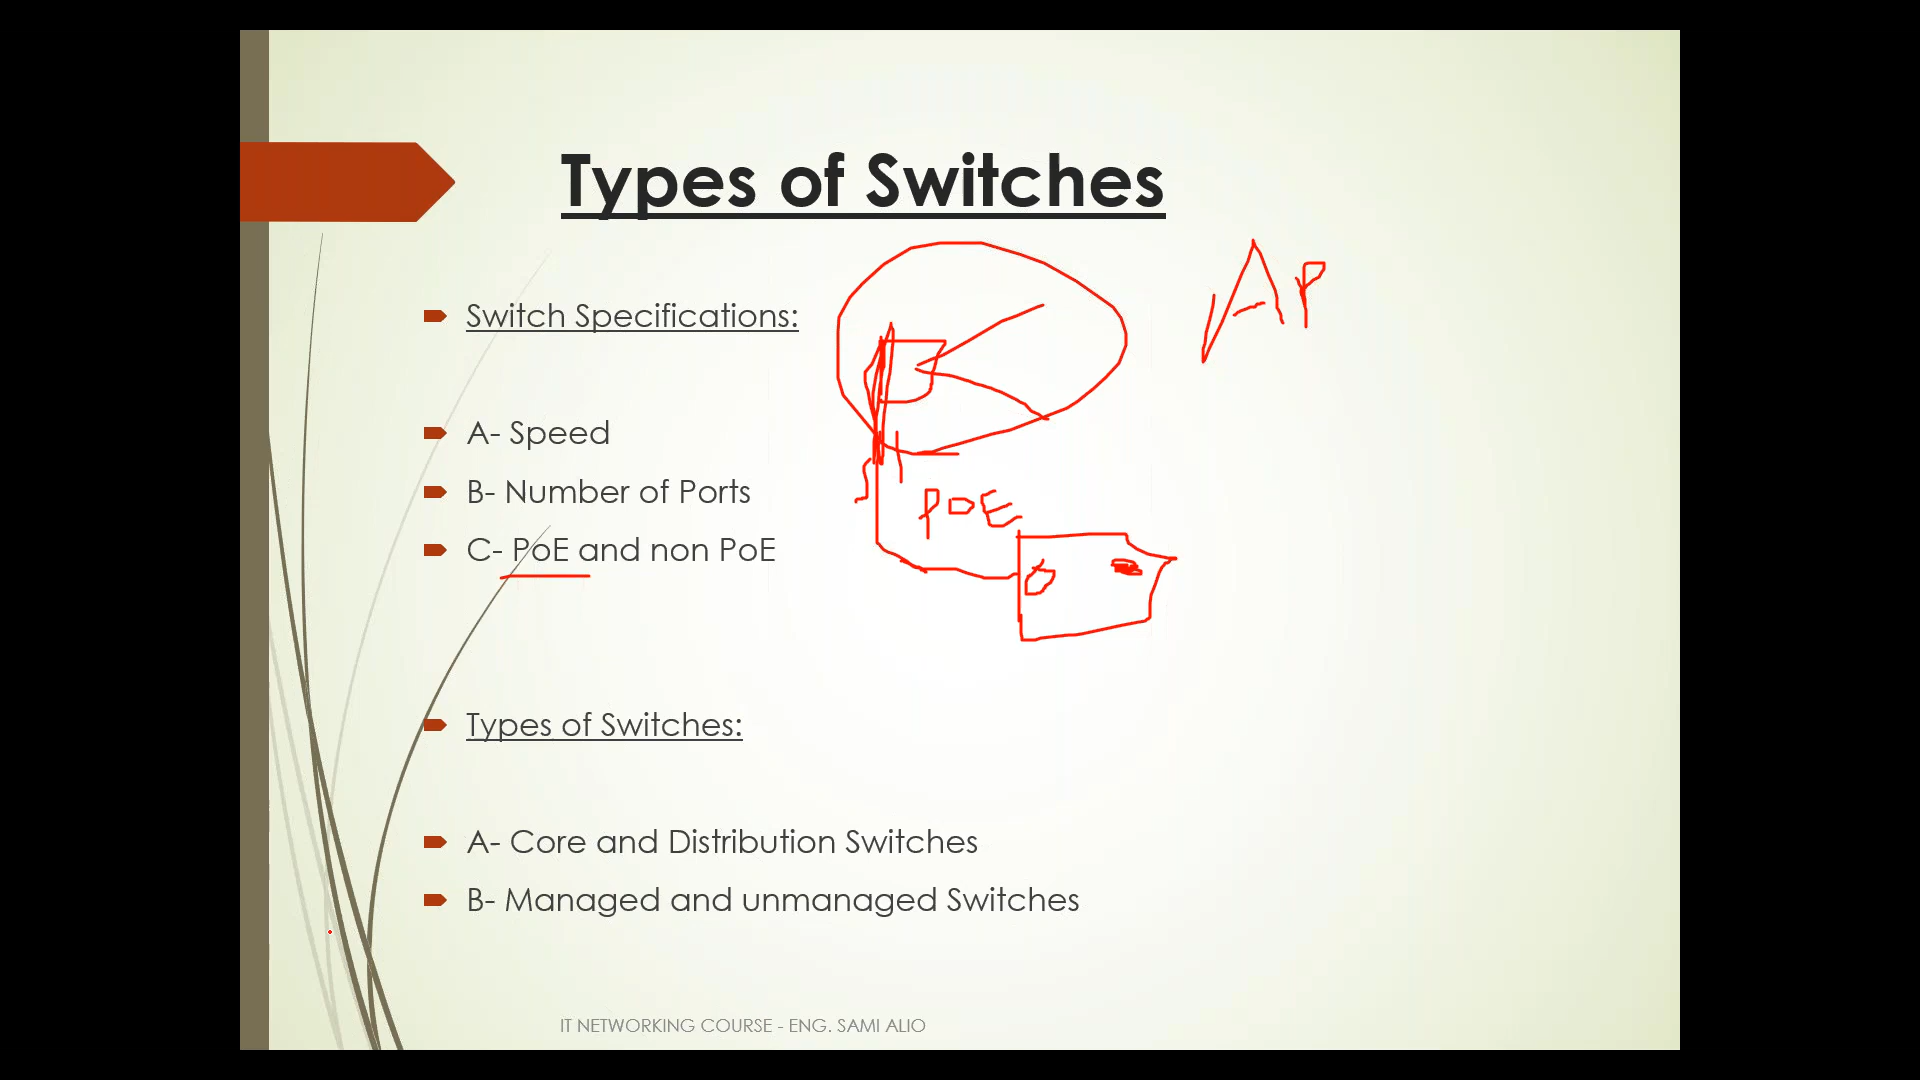 Types of Switches
Switch Specifications:
AP
A- Speed
B- Number of Ports
POE
C- PoE and non PoE
Types of Switches:
A- Core and Distribution Switches
B- Managed and unmanaged Switches
IT NETWORKING COURSE - ENG. SAMI ALIO